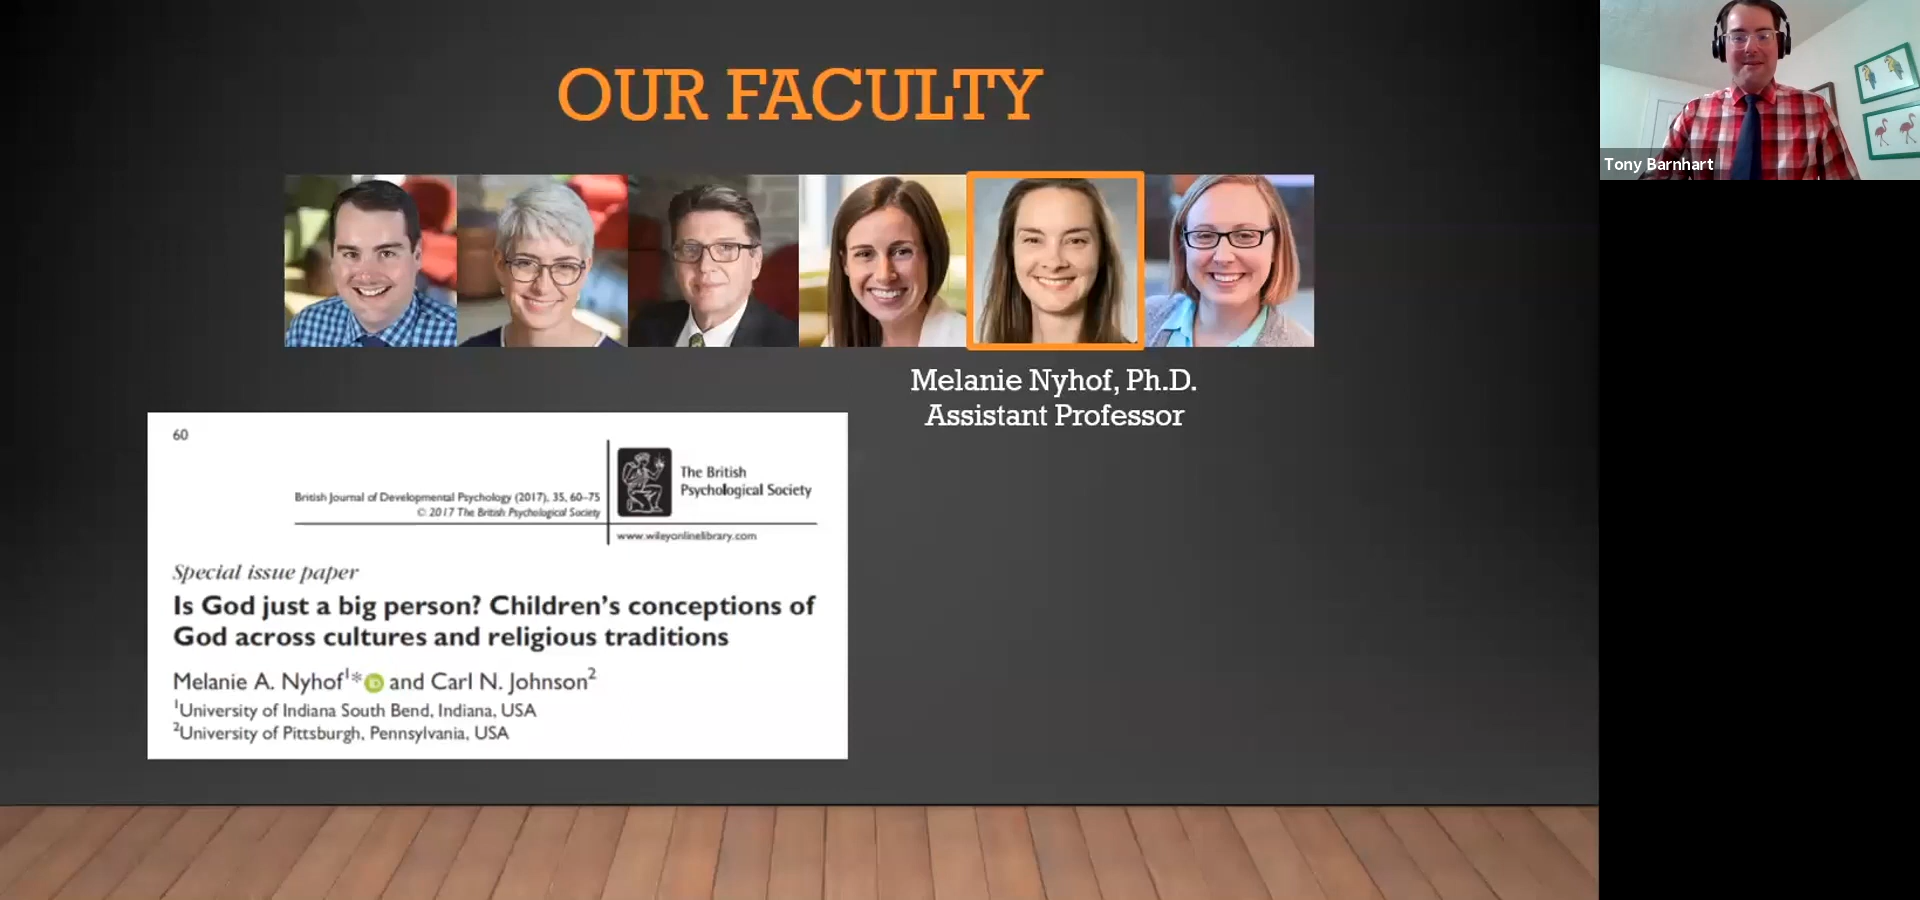 OUR FACULTY
Tony Barnhart
Melanie Nyhof, Ph.D.
Assistant Professor
60
The British
Psychological Society
British Journal of Developmental Psychology (2017), 35, 60–75
© 2017 The British Psychological Society
www.wileyonlinelibrary.com
Special issue paper
Is God just a big person? Children’s conceptions of
God across cultures and religious traditions
Melanie A. Nyhof¹* iD and Carl N. Johnson²
¹University of Indiana South Bend, Indiana, USA
²University of Pittsburgh, Pennsylvania, USA